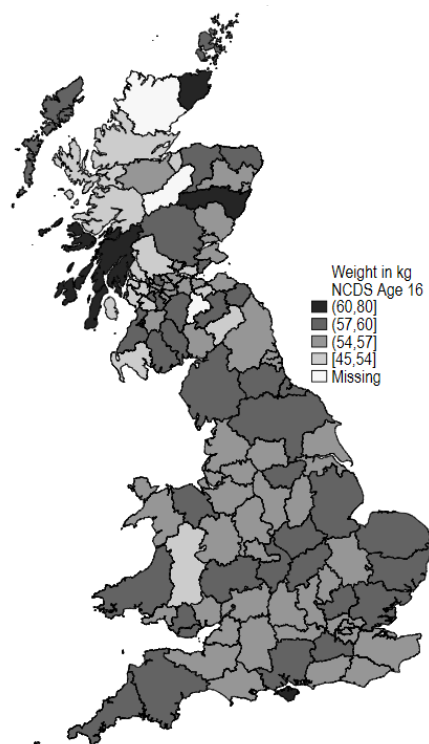 Weight in kg
NCDS Age 16
(60,80]
(57,60]
(54,57]
[45,54]
Missing